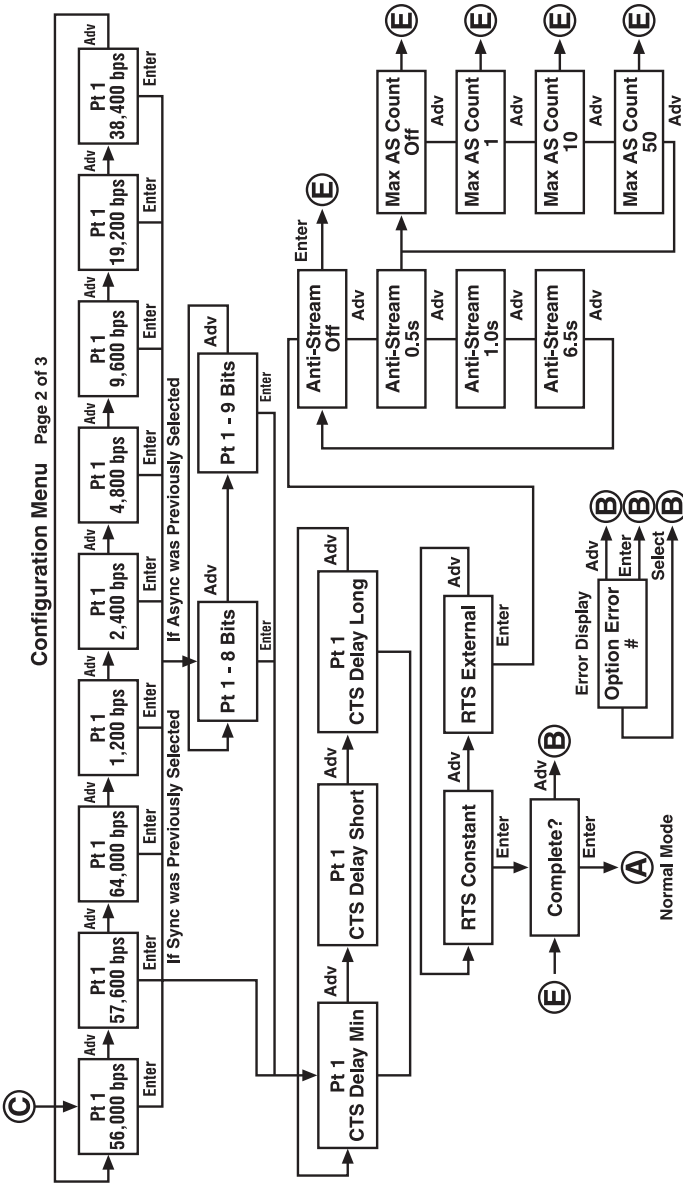 Configuration Menu Page 2 of 3
C
Pt 1
56,000 bps
Adv
Enter
Pt 1
57,600 bps
Adv
Enter
Pt 1
64,000 bps
Adv
Enter
Pt 1
1,200 bps
Adv
Enter
Pt 1
2,400 bps
Adv
Enter
Pt 1
4,800 bps
Adv
Enter
Pt 1
9,600 bps
Adv
Enter
Pt 1
19,200 bps
Adv
Enter
Pt 1
38,400 bps
Adv
Enter
If Sync was Previously Selected
If Async was Previously Selected
Pt 1 - 8 Bits
Adv
Enter
Pt 1 - 9 Bits
Adv
Enter
Pt 1
CTS Delay Min
Adv
Pt 1
CTS Delay Short
Adv
Pt 1
CTS Delay Long
Adv
RTS Constant
Adv
Enter
RTS External
Adv
Enter
E
Complete?
Adv
B
Enter
A
Normal Mode
Error Display
Option Error
#
Adv
B
Enter
B
Select
B
Anti-Stream
Off
Enter
E
Adv
Anti-Stream
0.5s
Adv
Anti-Stream
1.0s
Adv
Anti-Stream
6.5s
Adv
Max AS Count
Off
E
Adv
Max AS Count
1
E
Adv
Max AS Count
10
E
Adv
Max AS Count
50
E
Adv